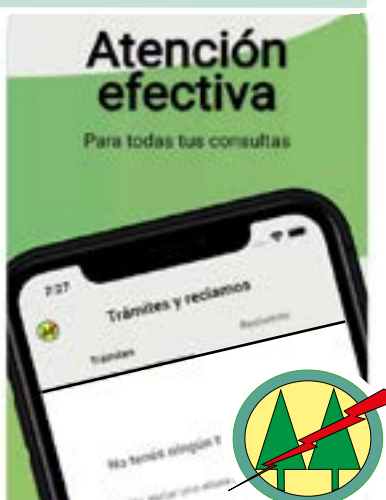 Atención
efectiva
Para todas tus consultas
7:27
Trámites y reclamos
Trámites
Reclamos
No tenés ningún t